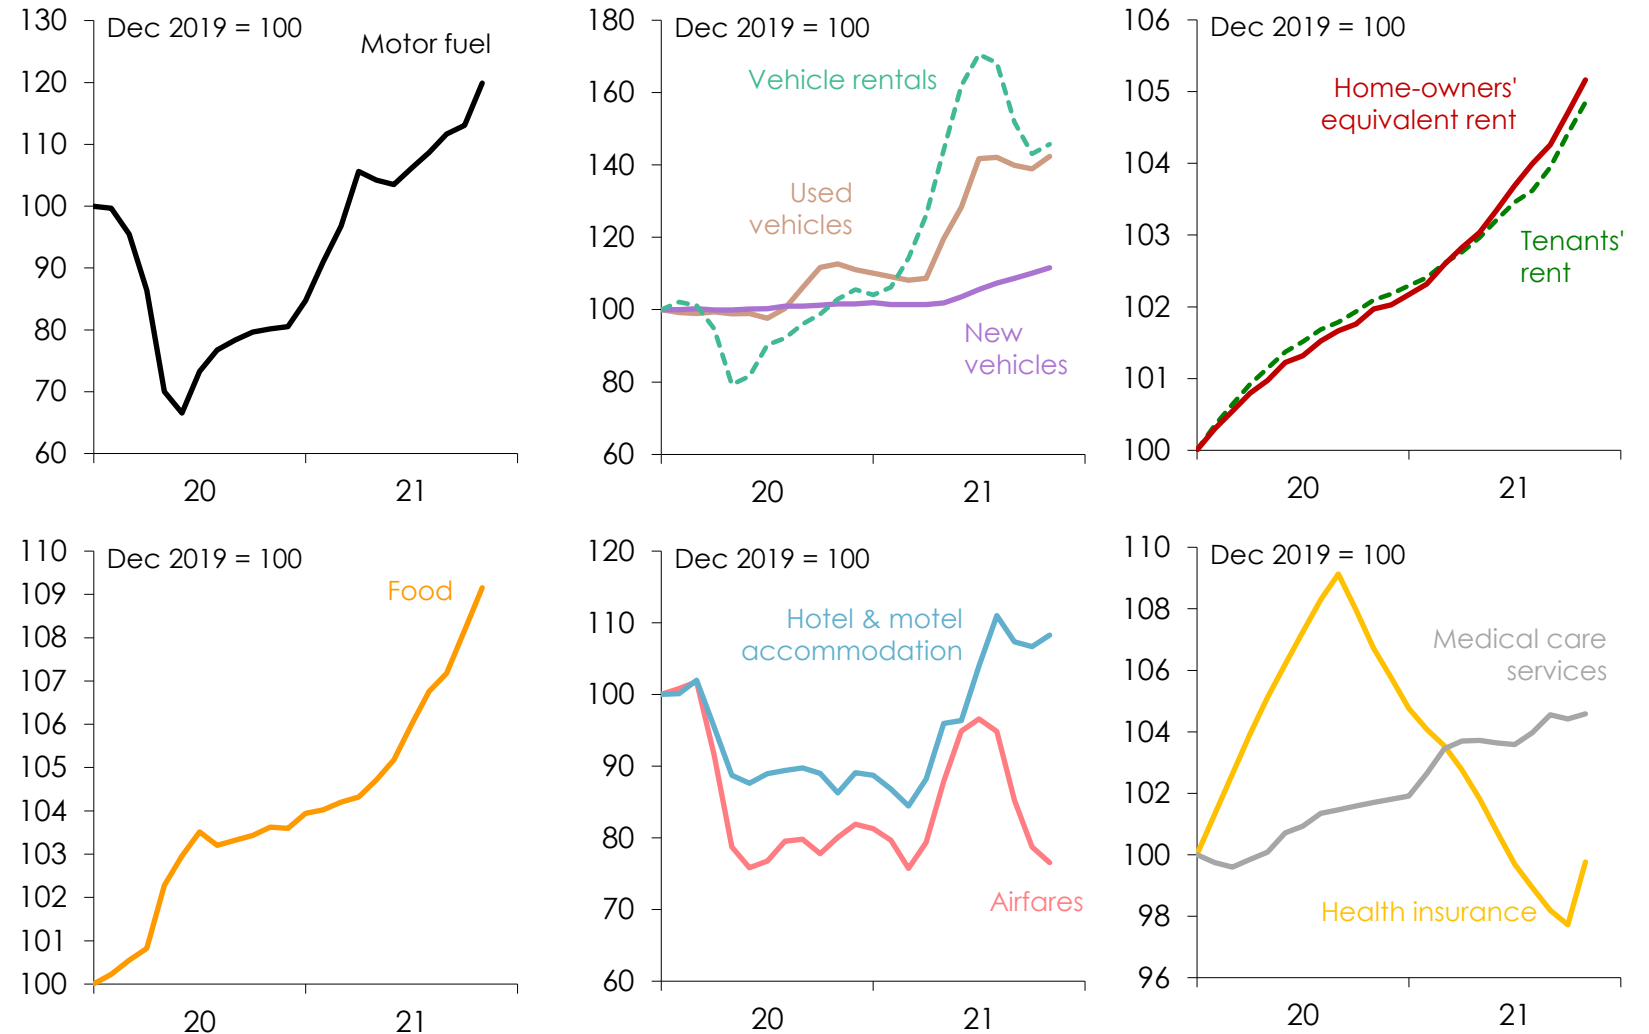 130
120
110
100
90
80
70
60
Dec 2019 = 100
Motor fuel
20
21
180
160
140
120
100
80
60
Dec 2019 = 100
Vehicle rentals
Used
vehicles
New
vehicles
20
21
106
105
104
103
102
101
100
Dec 2019 = 100
Home-owners'
equivalent rent
Tenants'
rent
20
21
110
109
108
107
106
105
104
103
102
101
100
Dec 2019 = 100
Food
20
21
120
110
100
90
80
70
60
Dec 2019 = 100
Hotel & motel
accommodation
Airfares
20
21
110
108
106
104
102
100
98
96
Dec 2019 = 100
Medical care
services
Health insurance
20
21